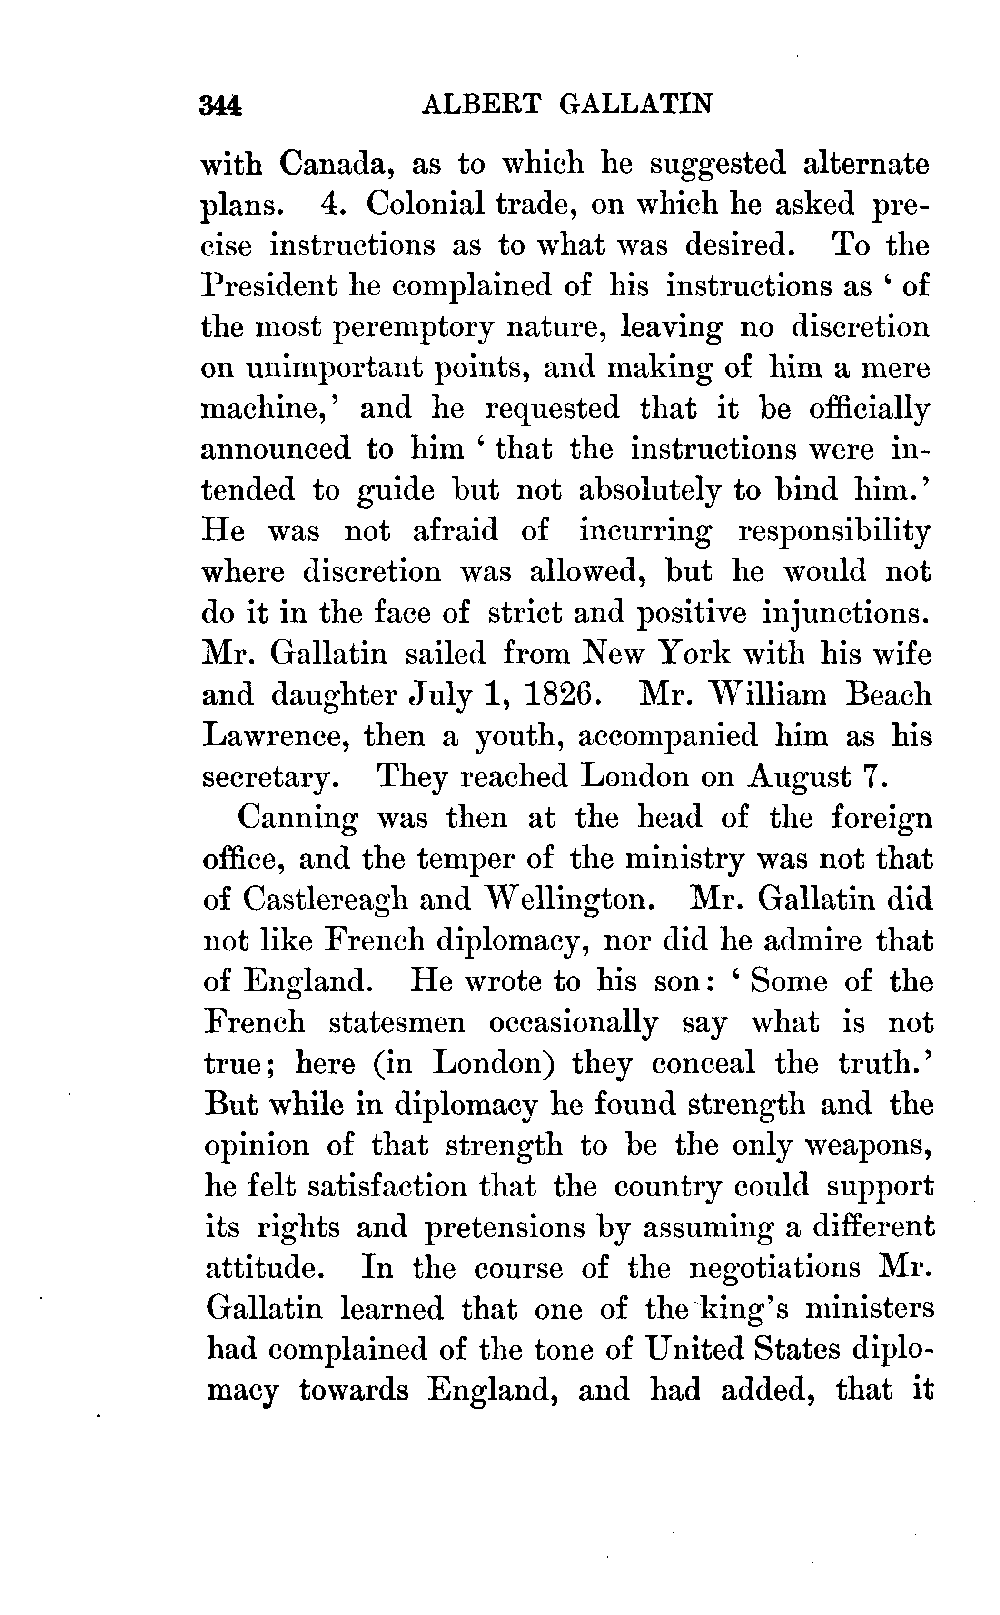 344 ALBERT GALLATIN
with Canada, as to which he suggested alternate
plans. 4. Colonial trade, on which he asked pre-
cise instructions as to what was desired. To the
President he complained of his instructions as ‘ of
the most peremptory nature, leaving no discretion
on unimportant points, and making of him a mere
machine,’ and he requested that it be officially
announced to him ‘ that the instructions were in-
tended to guide but not absolutely to bind him.’
He was not afraid of incurring responsibility
where discretion was allowed, but he would not
do it in the face of strict and positive injunctions.
Mr. Gallatin sailed from New York with his wife
and daughter July 1, 1826. Mr. William Beach
Lawrence, then a youth, accompanied him as his
secretary. They reached London on August 7.
Canning was then at the head of the foreign
office, and the temper of the ministry was not that
of Castlereagh and Wellington. Mr. Gallatin did
not like French diplomacy, nor did he admire that
of England. He wrote to his son: ‘ Some of the
French statesmen occasionally say what is not
true; here (in London) they conceal the truth.’
But while in diplomacy he found strength and the
opinion of that strength to be the only weapons,
he felt satisfaction that the country could support
its rights and pretensions by assuming a different
attitude. In the course of the negotiations Mr.
Gallatin learned that one of the king’s ministers
had complained of the tone of United States diplo-
macy towards England, and had added, that it